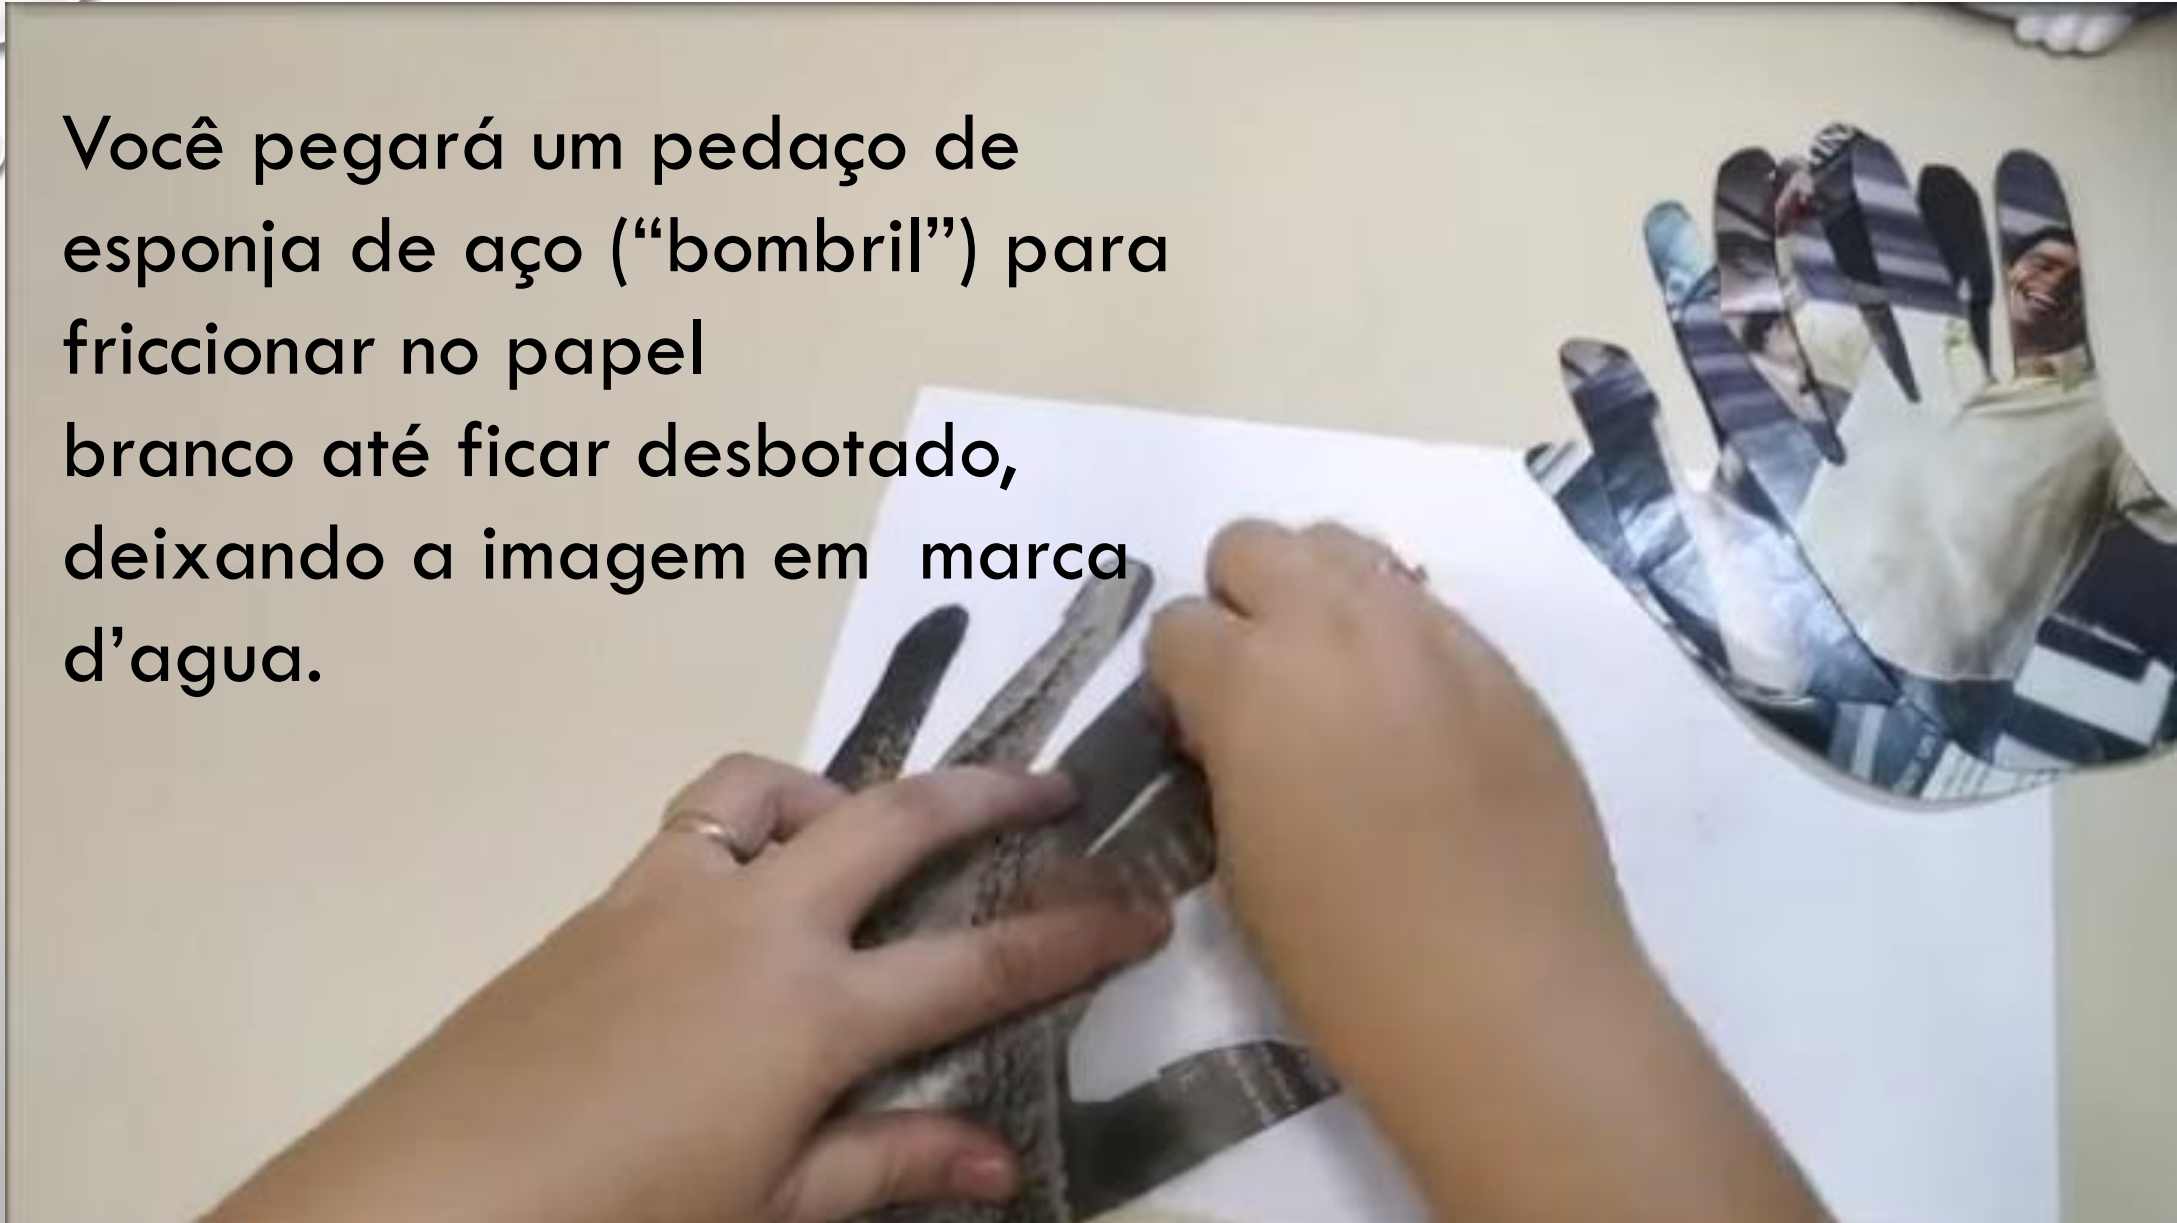 Você pegará um pedaço de
esponja de aço (“bombril”) para
friccionar no papel
branco até ficar desbotado,
deixando a imagem em  marca
d’agua.